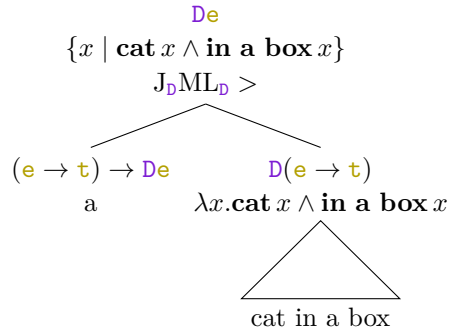 De
{x | cat x ∧ in a box x}
J_D ML_D >
(e → t) → De
D(e → t)
a
λx.cat x ∧ in a box x
cat in a box